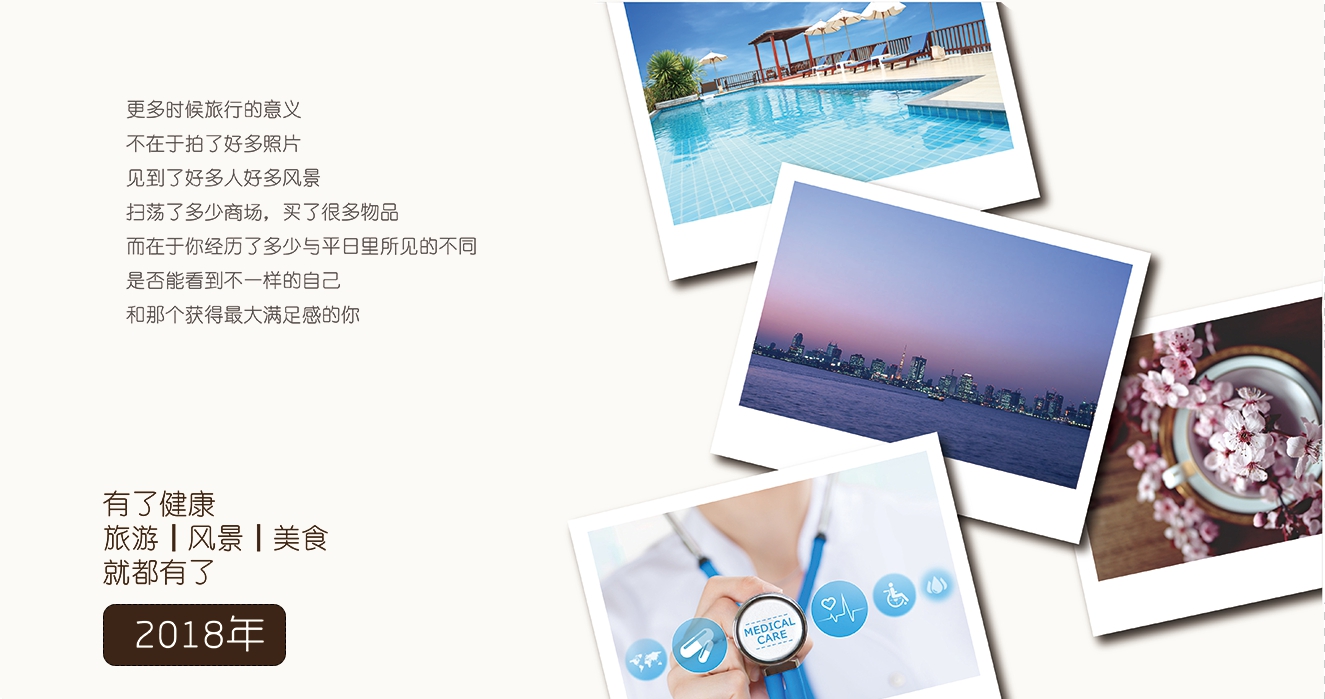 更多时候旅行的意义
不在于拍了好多照片
见到了好多人好多风景
扫荡了多少商场，买了很多物品
而在于你经历了多少与平日里所见的不同
是否能看到不一样的自己
和那个获得最大满足感的你
有了健康
旅游|风景|美食
就都有了
2018年
MEDICAL
CARE